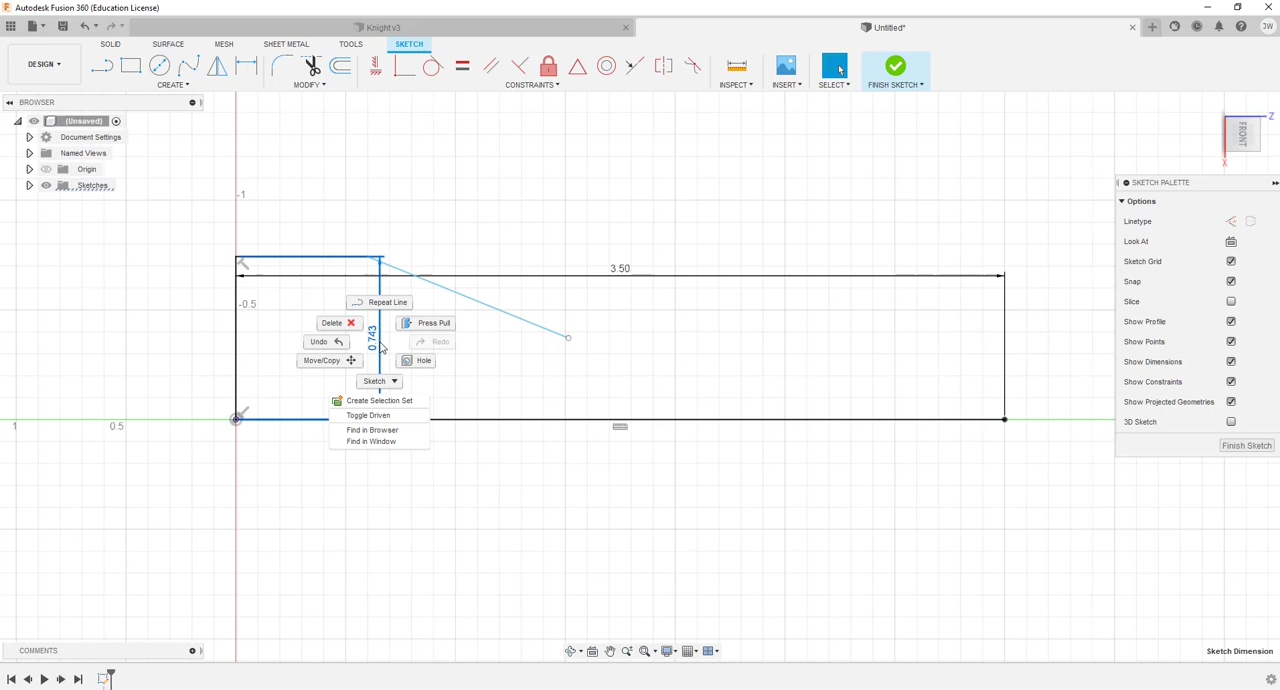 Autodesk Fusion 360 (Education License)
Knight v3
Untitled*
JW
DESIGN
SOLID SURFACE MESH SHEET METAL TOOLS SKETCH
CREATE MODIFY CONSTRAINTS INSPECT INSERT SELECT FINISH SKETCH
BROWSER
(Unsaved)
Document Settings
Named Views
Origin
Sketches
FRONT
Z
X
SKETCH PALETTE
Options
Linetype
Look At
Sketch Grid
Snap
Slice
Show Profile
Show Points
Show Dimensions
Show Constraints
Show Projected Geometries
3D Sketch
Finish Sketch
-1
3.50
-0.5
0.743
1
0.5
Repeat Line
Delete
Press Pull
Undo
Redo
Move/Copy
Hole
Sketch
Create Selection Set
Toggle Driven
Find in Browser
Find in Window
COMMENTS
Sketch Dimension